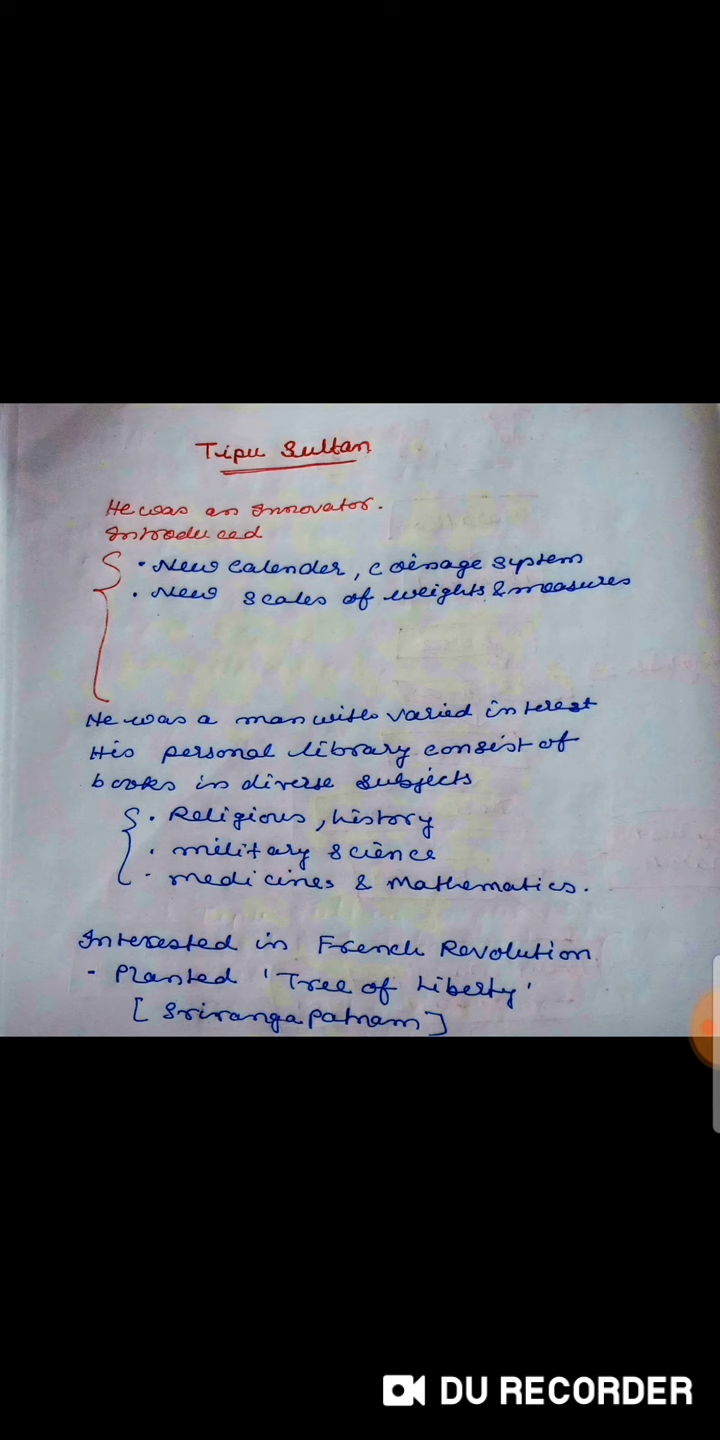 Tipu Sultan
He was an Innovator.
Introduced
• New calender, coinage system
• New scales of weights & measures
He was a man with varied interest
His personal library consist of
books in diverse subjects
• Religious, history
• military science
- medicines & Mathematics.
Interested in French Revolution
- Planted 'Tree of Liberty'
[Srirangapatnam]
DU RECORDER